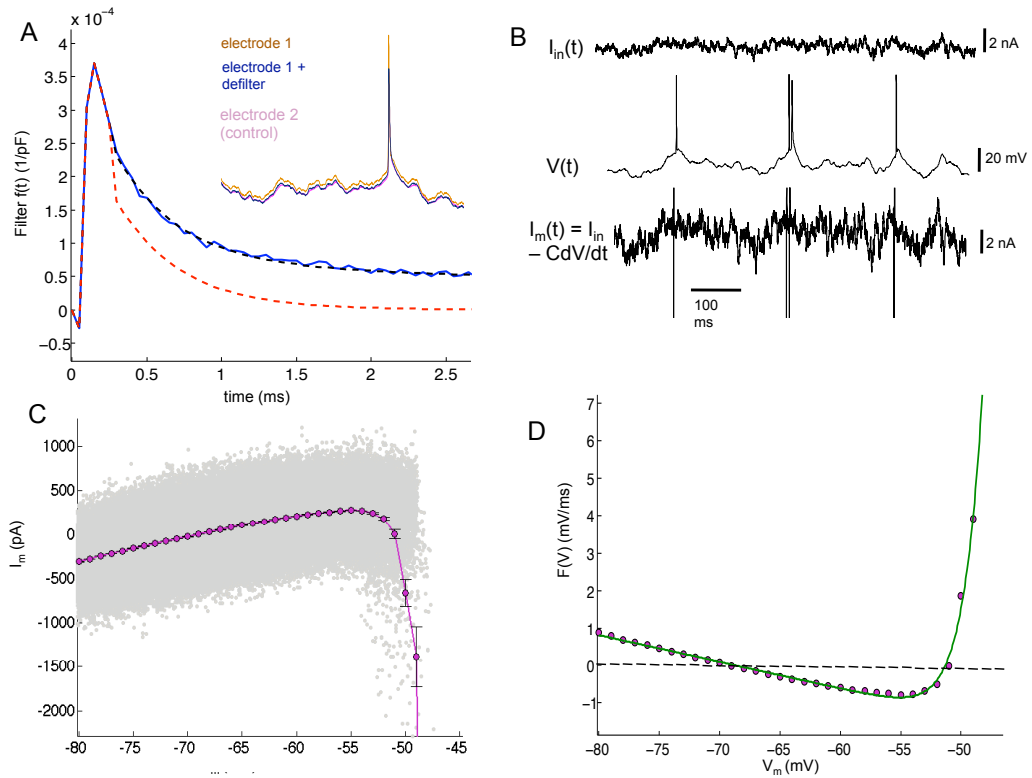 A
x 10⁻⁴
4
3.5
3
2.5
2
1.5
1
0.5
0
−0.5
Filter f(t) (1/pF)
0
0.5
1
1.5
2
2.5
time (ms)
electrode 1
electrode 1 +
defilter
electrode 2
(control)
B
I_in(t)
2 nA
V(t)
20 mV
I_m(t) = I_in
– CdV/dt
2 nA
100
ms
C
1000
500
0
-500
-1000
-1500
-2000
I_m (pA)
-80
-75
-70
-65
-60
-55
-50
-45
D
7
6
5
4
3
2
1
0
−1
F(V) (mV/ms)
−80
−75
−70
−65
−60
−55
−50
V_m (mV)